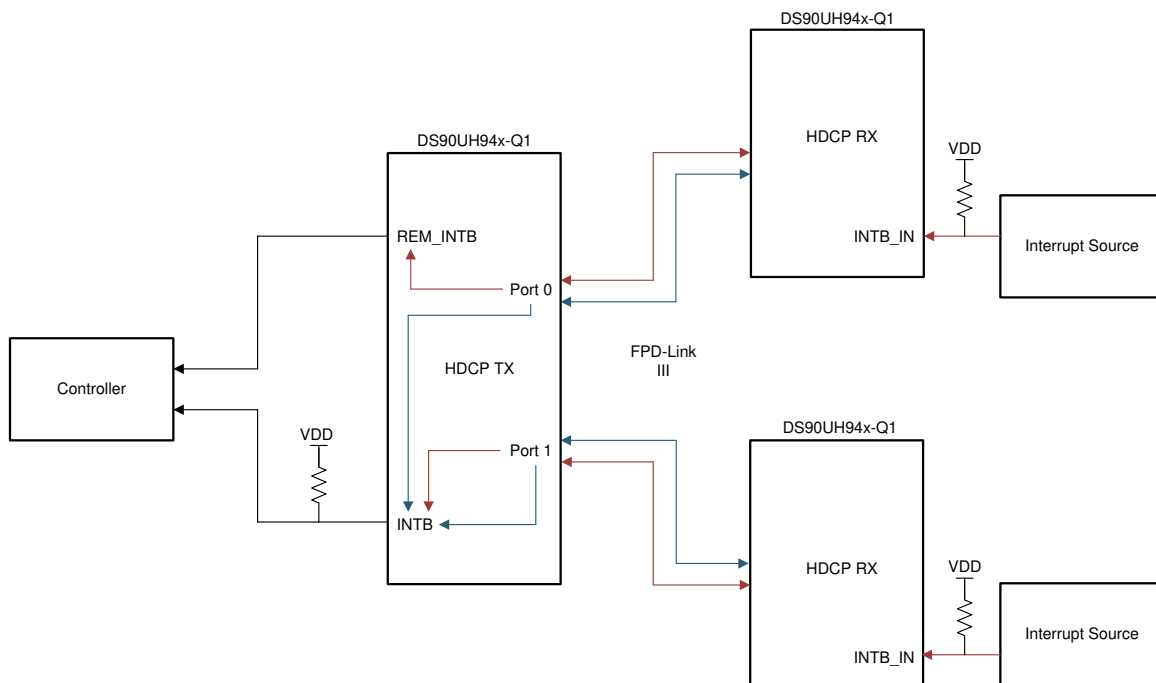 DS90UH94x-Q1
HDCP RX
VDD
INTB_IN
Interrupt Source
DS90UH94x-Q1
REM_INTB
Port 0
HDCP TX
FPD-Link
III
Controller
VDD
Port 1
INTB
DS90UH94x-Q1
HDCP RX
VDD
INTB_IN
Interrupt Source